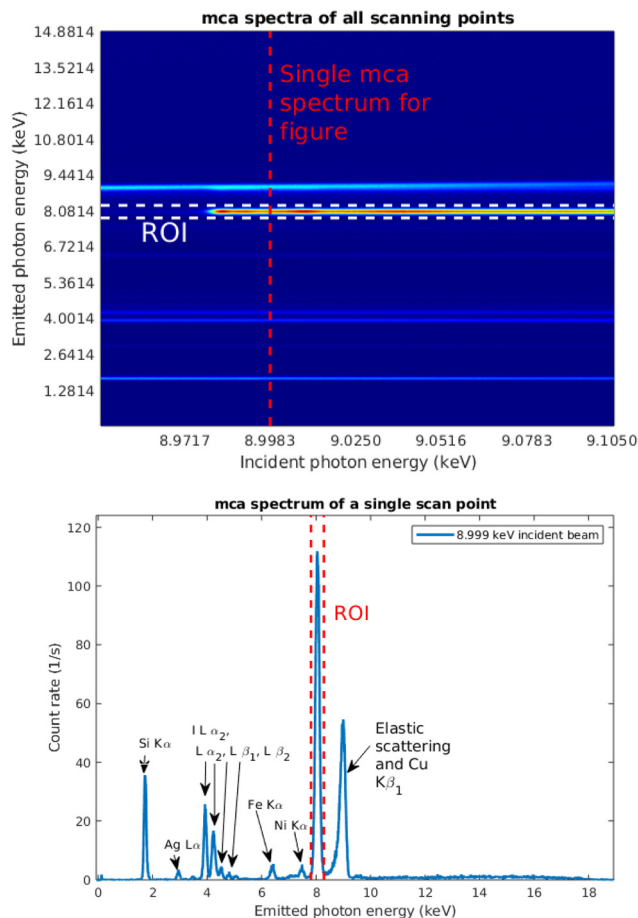 mca spectra of all scanning points
14.8814
13.5214
12.1614
10.8014
9.4414
8.0814
6.7214
5.3614
4.0014
2.6414
1.2814
Emitted photon energy (keV)
Single mca
spectrum for
figure
ROI
8.9717 8.9983 9.0250 9.0516 9.0783 9.1050
Incident photon energy (keV)
mca spectrum of a single scan point
120
100
80
60
40
20
0
Count rate (1/s)
8.999 keV incident beam
ROI
Si Kα
I L α2,
L α2, L β1, L β2
Ag Lα
Fe Kα
Ni Kα
Elastic
scattering
and Cu
Kβ1
0 2 4 6 8 10 12 14 16 18
Emitted photon energy (keV)